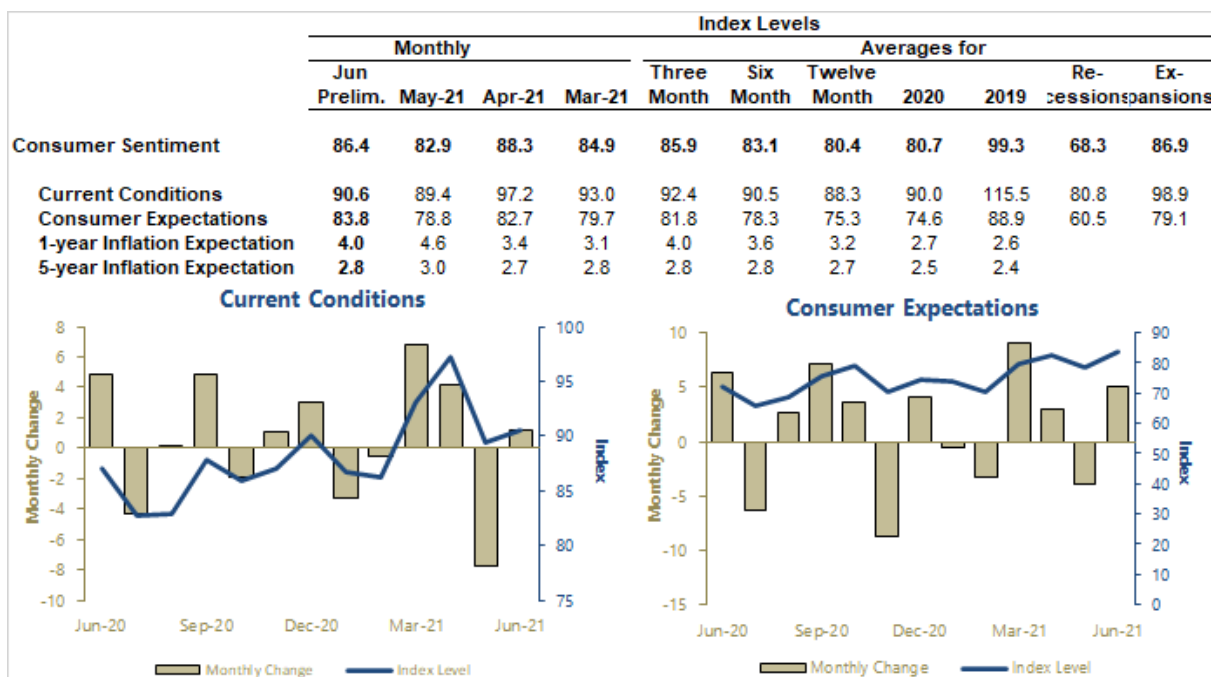 Index Levels
Monthly Averages for
Jun Three Six Twelve Re- Ex-
Prelim. May-21 Apr-21 Mar-21 Month Month Month 2020 2019 cessions pansions
Consumer Sentiment 86.4 82.9 88.3 84.9 85.9 83.1 80.4 80.7 99.3 68.3 86.9
Current Conditions 90.6 89.4 97.2 93.0 92.4 90.5 88.3 90.0 115.5 80.8 98.9
Consumer Expectations 83.8 78.8 82.7 79.7 81.8 78.3 75.3 74.6 88.9 60.5 79.1
1-year Inflation Expectation 4.0 4.6 3.4 3.1 4.0 3.6 3.2 2.7 2.6
5-year Inflation Expectation 2.8 3.0 2.7 2.8 2.8 2.8 2.7 2.5 2.4
Current Conditions
8
6
4
2
0
-2
-4
-6
-8
-10
Monthly Change
100
95
90
85
80
75
Index
Jun-20 Sep-20 Dec-20 Mar-21 Jun-21
Monthly Change Index Level
Consumer Expectations
10
5
0
-5
-10
-15
Monthly Change
90
80
70
60
50
40
30
20
10
0
Index
Jun-20 Sep-20 Dec-20 Mar-21 Jun-21
Monthly Change Index Level